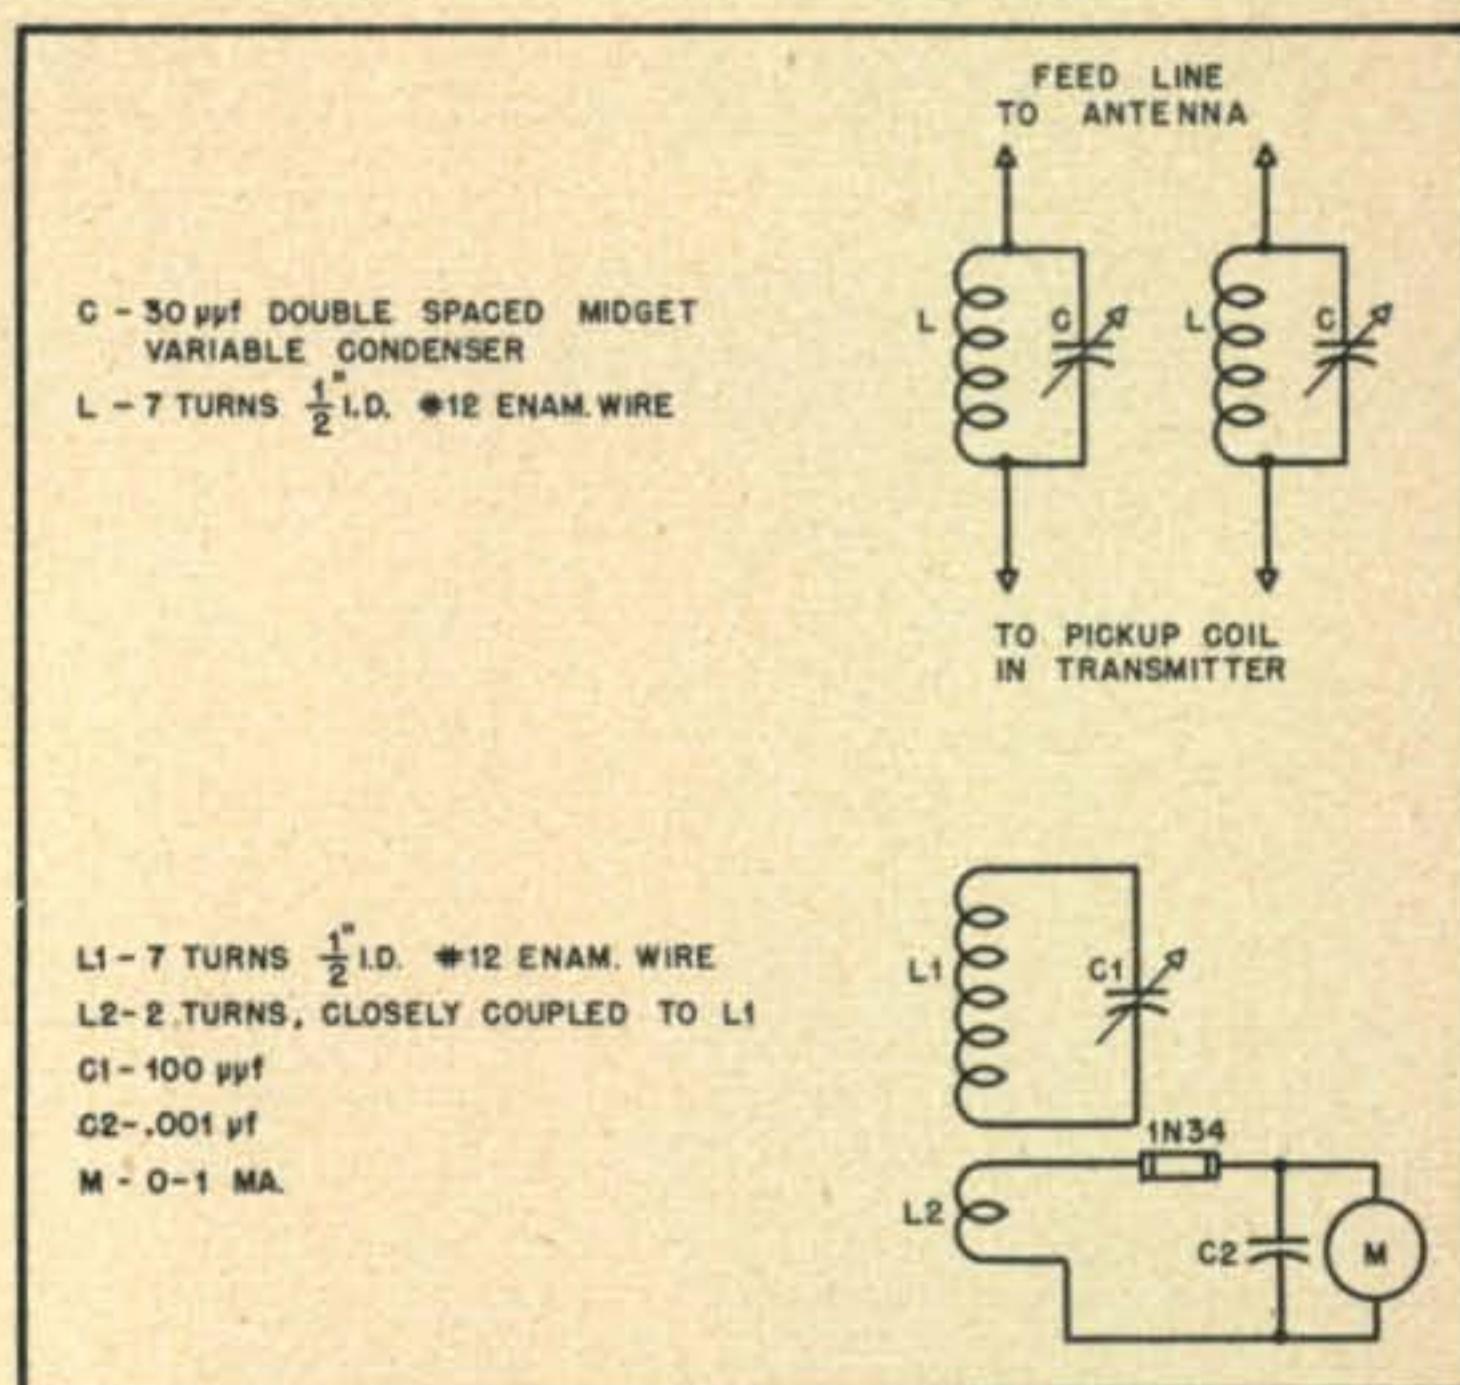 FEED LINE
TO ANTENNA
C - 30 µµf DOUBLE SPACED MIDGET
VARIABLE CONDENSER
L - 7 TURNS 1/2" I.D. #12 ENAM. WIRE
L
C
L
C
TO PICKUP COIL
IN TRANSMITTER
L1 - 7 TURNS 1/2" I.D. #12 ENAM. WIRE
L2 - 2 TURNS, CLOSELY COUPLED TO L1
C1 - 100 µµf
C2 - .001 µf
M - 0-1 MA.
L1
C1
1N34
L2
C2
M